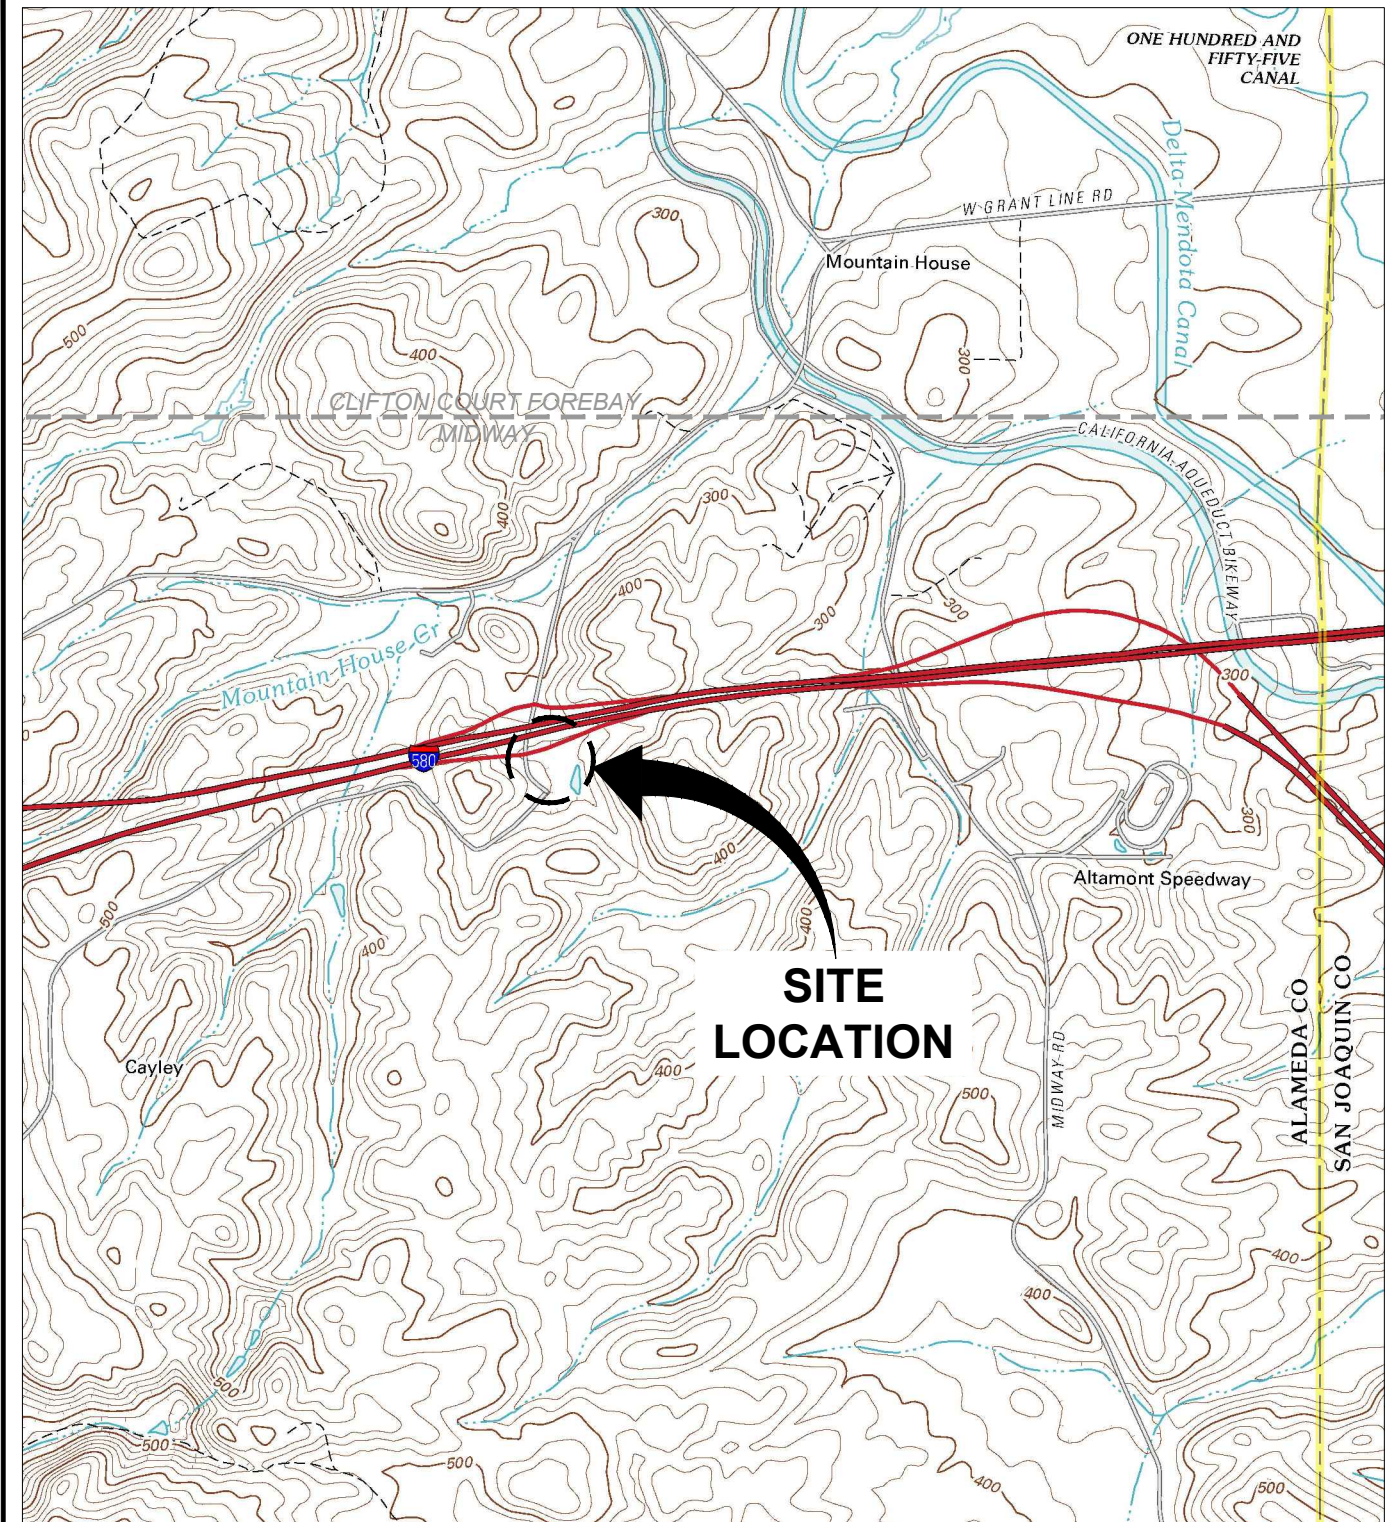 ONE HUNDRED AND
FIFTY-FIVE
CANAL
Delta-Mendota Canal
W GRANT LINE RD
300
Mountain House
500
400
300
CLIFTON COURT FOREBAY
MIDWAY
CALIFORNIA AQUEDUCT BIKEWAY
300
400
400
300
300
Mountain House Cr
300
580
300
400
Altamont Speedway
500
400
400
SITE
LOCATION
ALAMEDA CO
SAN JOAQUIN CO
Cayley
400
MIDWAY RD
500
400
400
500
500
500
400
500